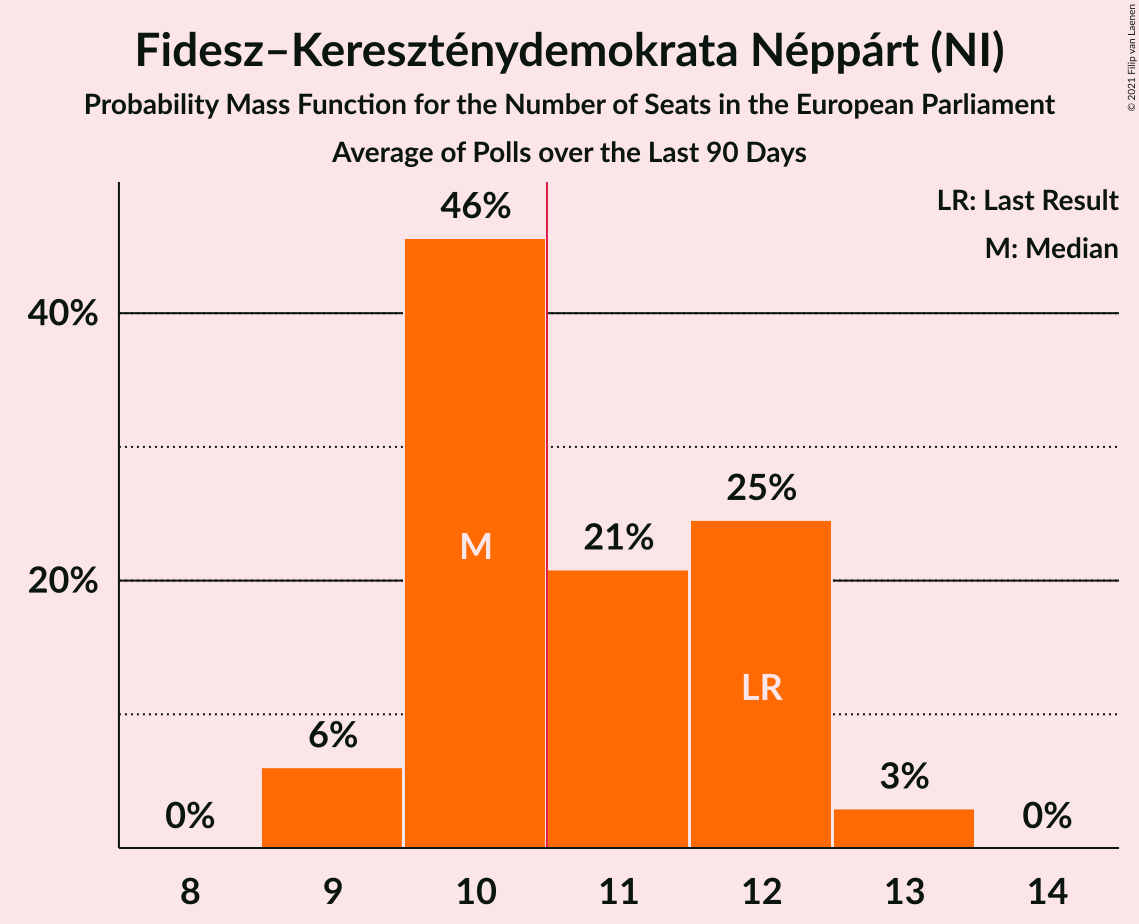 Fidesz–Kereszténydemokrata Néppárt (NI)
Probability Mass Function for the Number of Seats in the European Parliament
Average of Polls over the Last 90 Days
© 2021 Filip van Laenen
LR: Last Result
M: Median
46%
40%
25%
21%
M
20%
LR
6%
3%
0%
0%
8 9 10 11 12 13 14